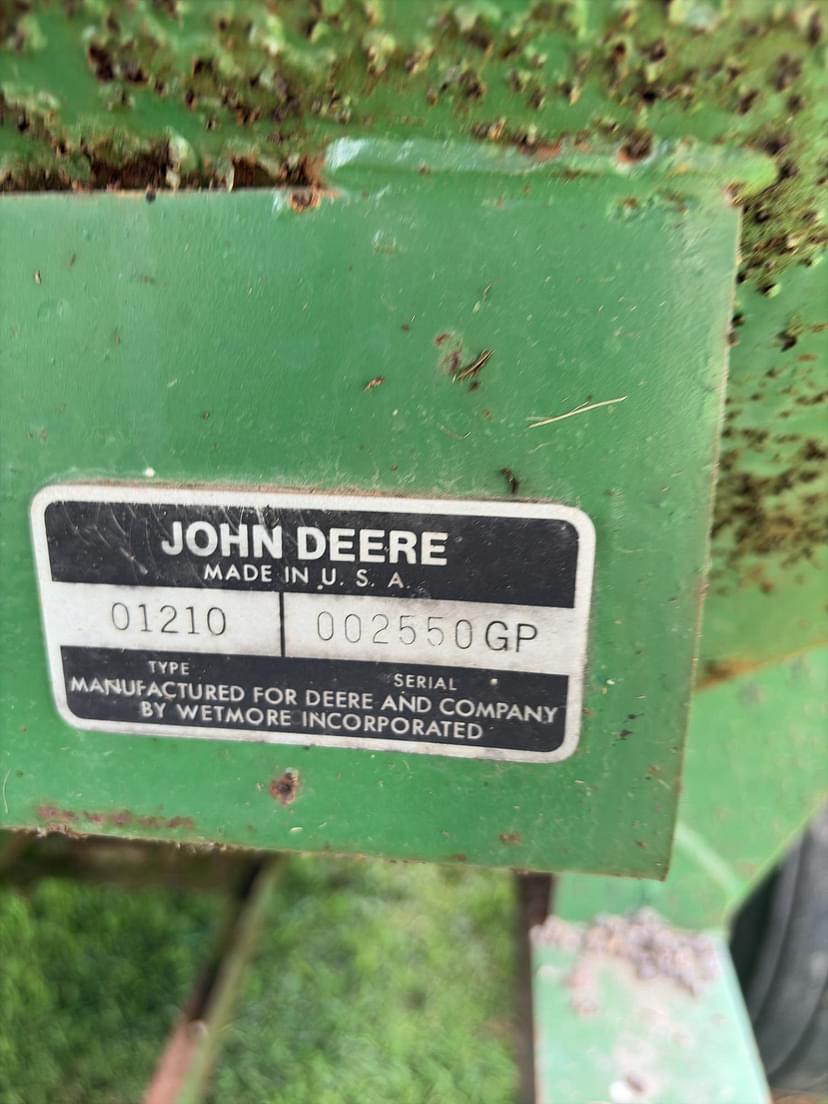 JOHN DEERE
MADE IN U. S. A.
01210 002550GP
TYPE SERIAL
MANUFACTURED FOR DEERE AND COMPANY
BY WETMORE INCORPORATED